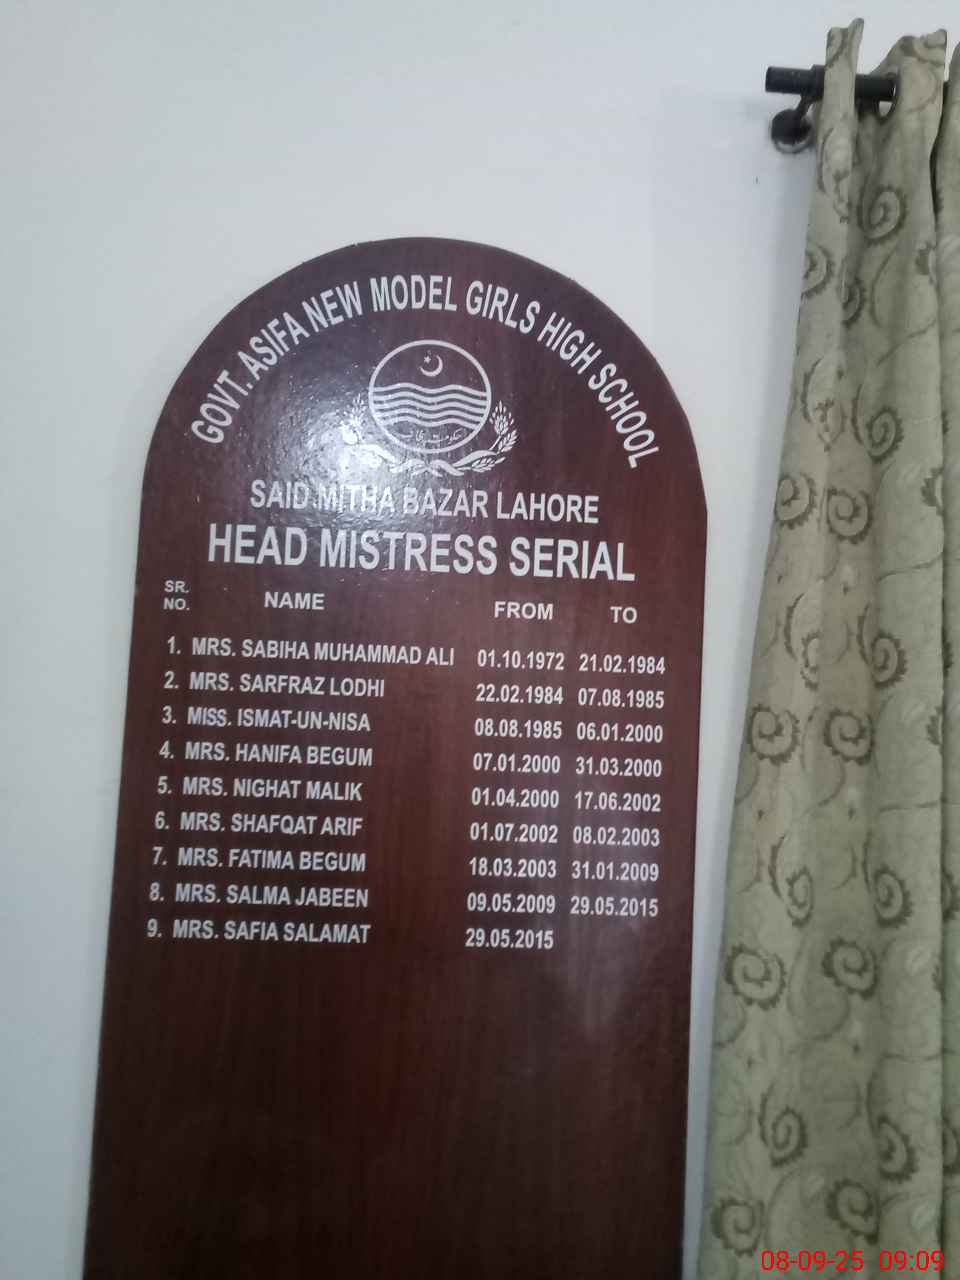 GOVT. ASIFA NEW MODEL GIRLS HIGH SCHOOL
SAID MITHA BAZAR LAHORE
HEAD MISTRESS SERIAL
SR. NO. NAME FROM TO
1. MRS. SABIHA MUHAMMAD ALI 01.10.1972 21.02.1984
2. MRS. SARFRAZ LODHI 22.02.1984 07.08.1985
3. MISS. ISMAT-UN-NISA 08.08.1985 06.01.2000
4. MRS. HANIFA BEGUM 07.01.2000 31.03.2000
5. MRS. NIGHAT MALIK 01.04.2000 17.06.2002
6. MRS. SHAFQAT ARIF 01.07.2002 08.02.2003
7. MRS. FATIMA BEGUM 18.03.2003 31.01.2009
8. MRS. SALMA JABEEN 09.05.2009 29.05.2015
9. MRS. SAFIA SALAMAT 29.05.2015
08-09-25 09:09